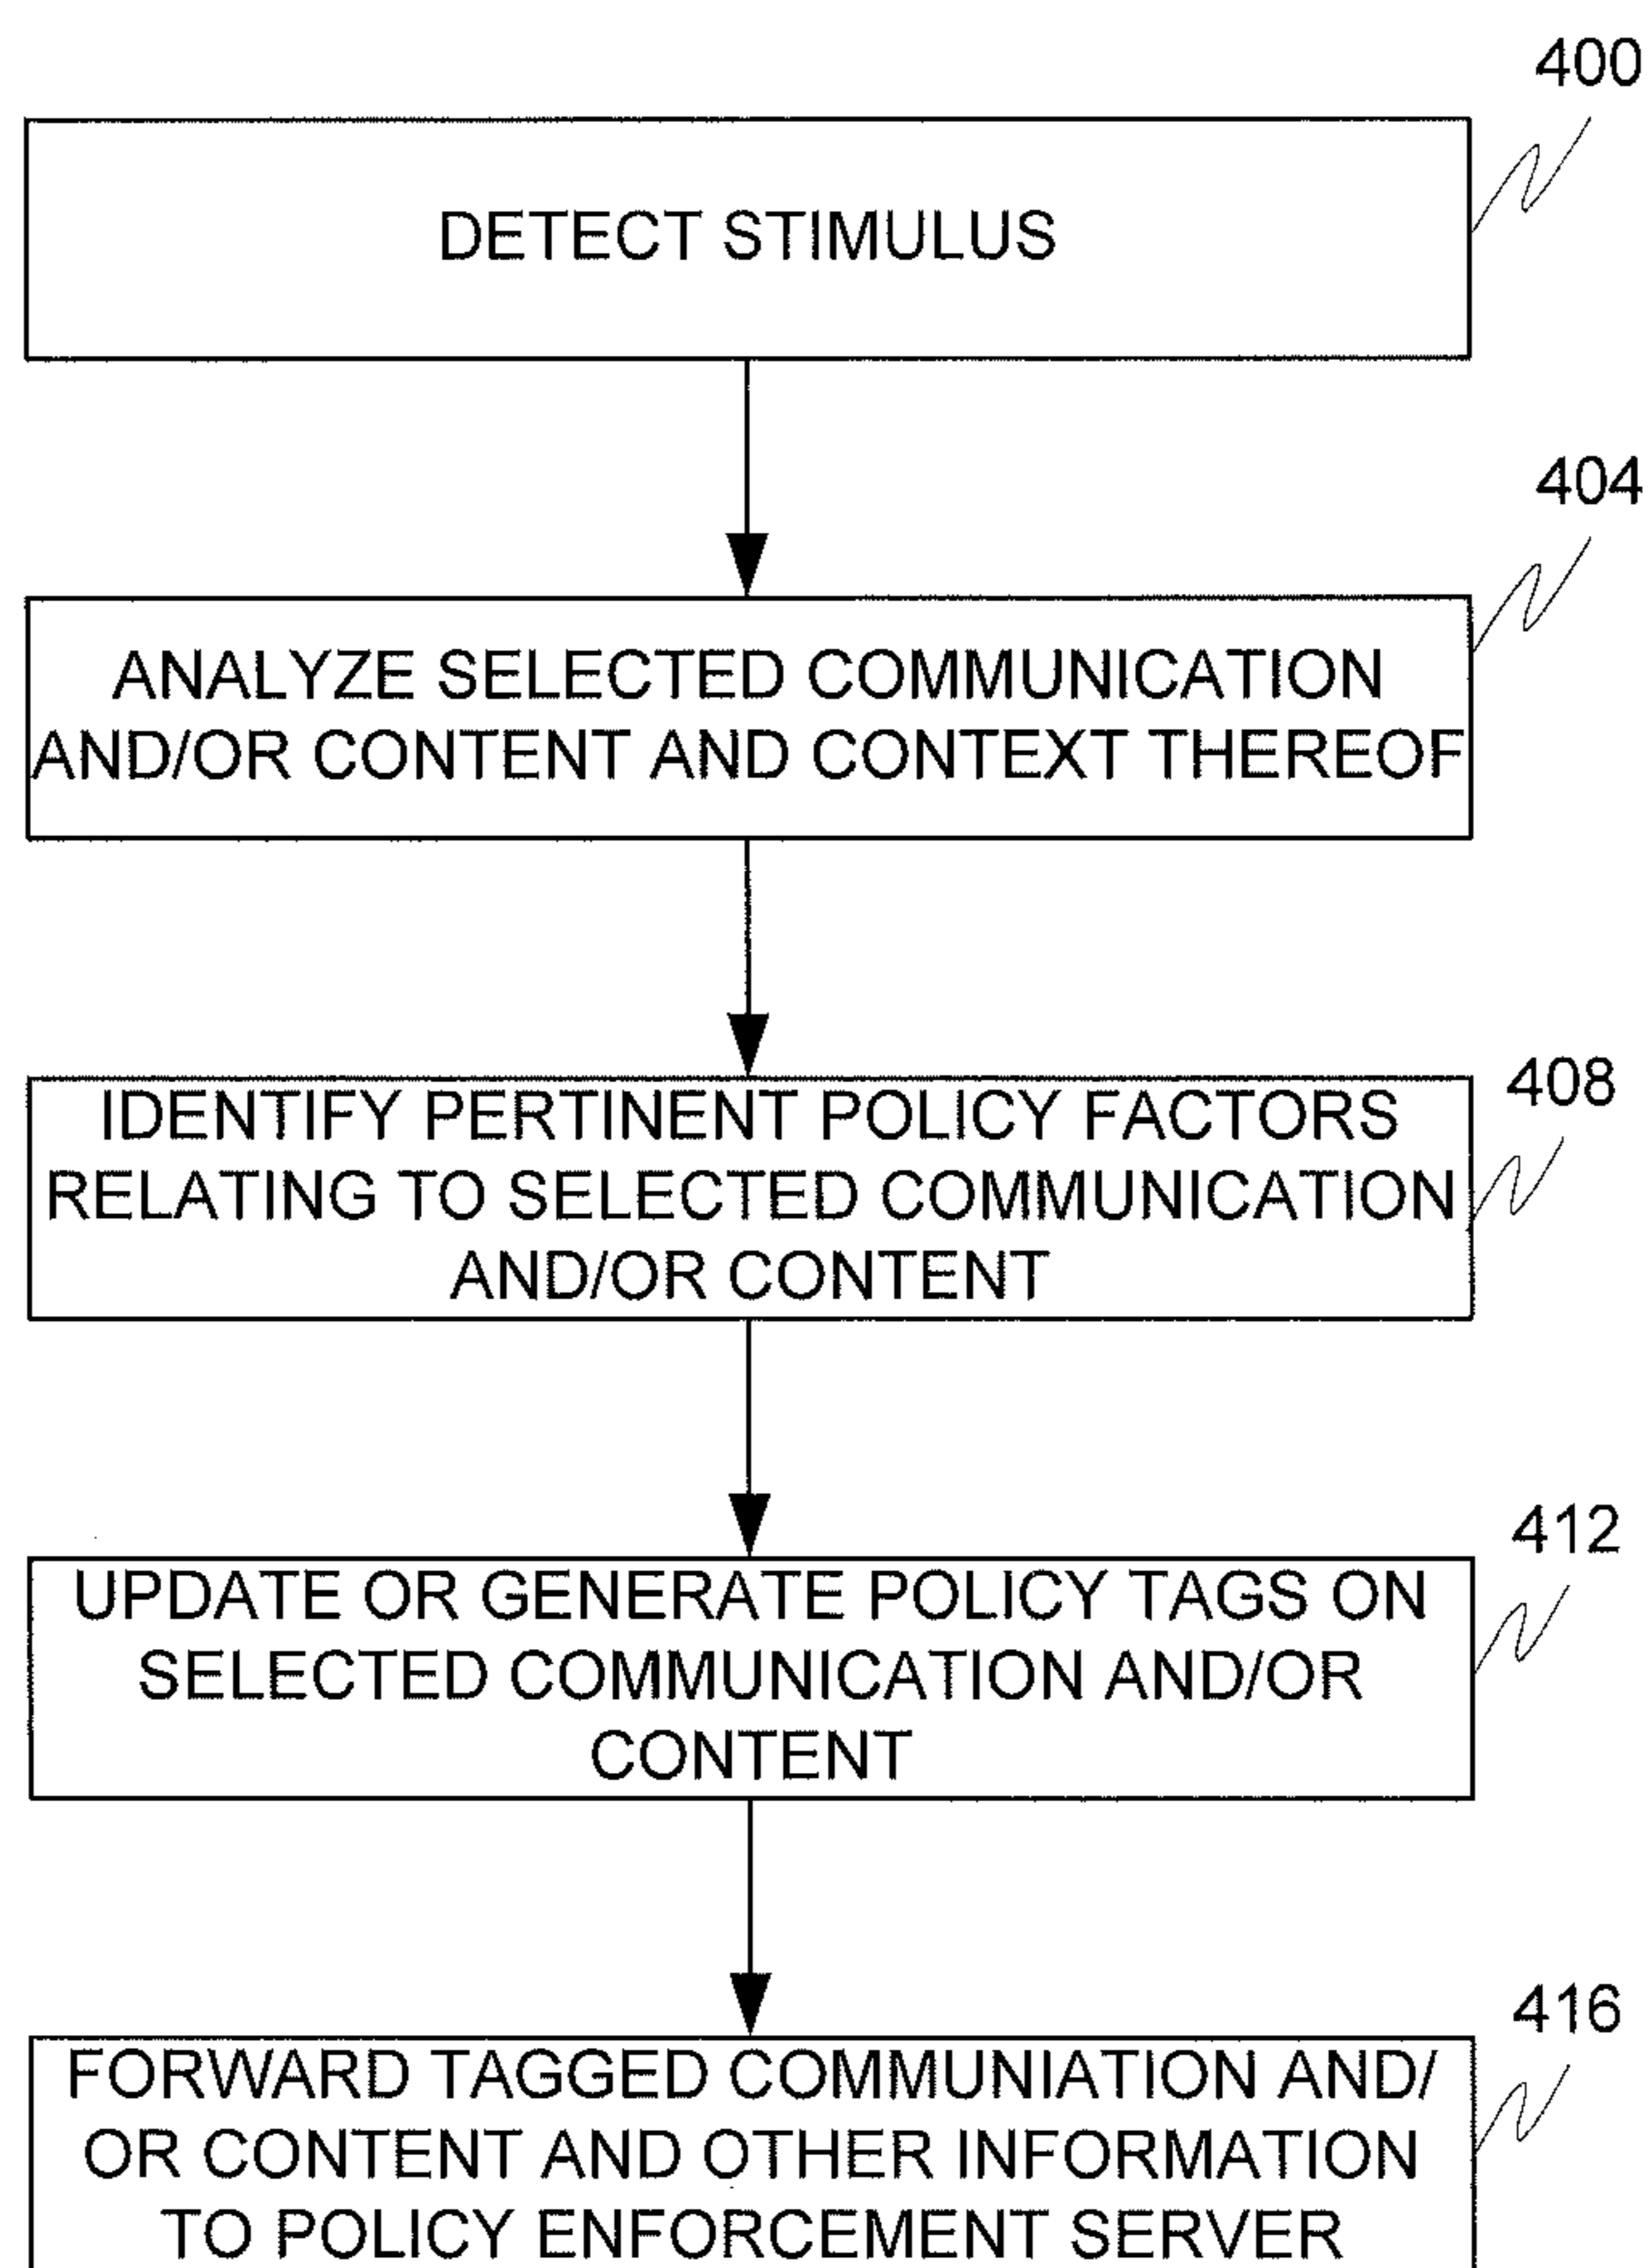 400
DETECT STIMULUS
404
ANALYZE SELECTED COMMUNICATION
AND/OR CONTENT AND CONTEXT THEREOF
408
IDENTIFY PERTINENT POLICY FACTORS
RELATING TO SELECTED COMMUNICATION
AND/OR CONTENT
412
UPDATE OR GENERATE POLICY TAGS ON
SELECTED COMMUNICATION AND/OR
CONTENT
416
FORWARD TAGGED COMMUNIATION AND/
OR CONTENT AND OTHER INFORMATION
TO POLICY ENFORCEMENT SERVER